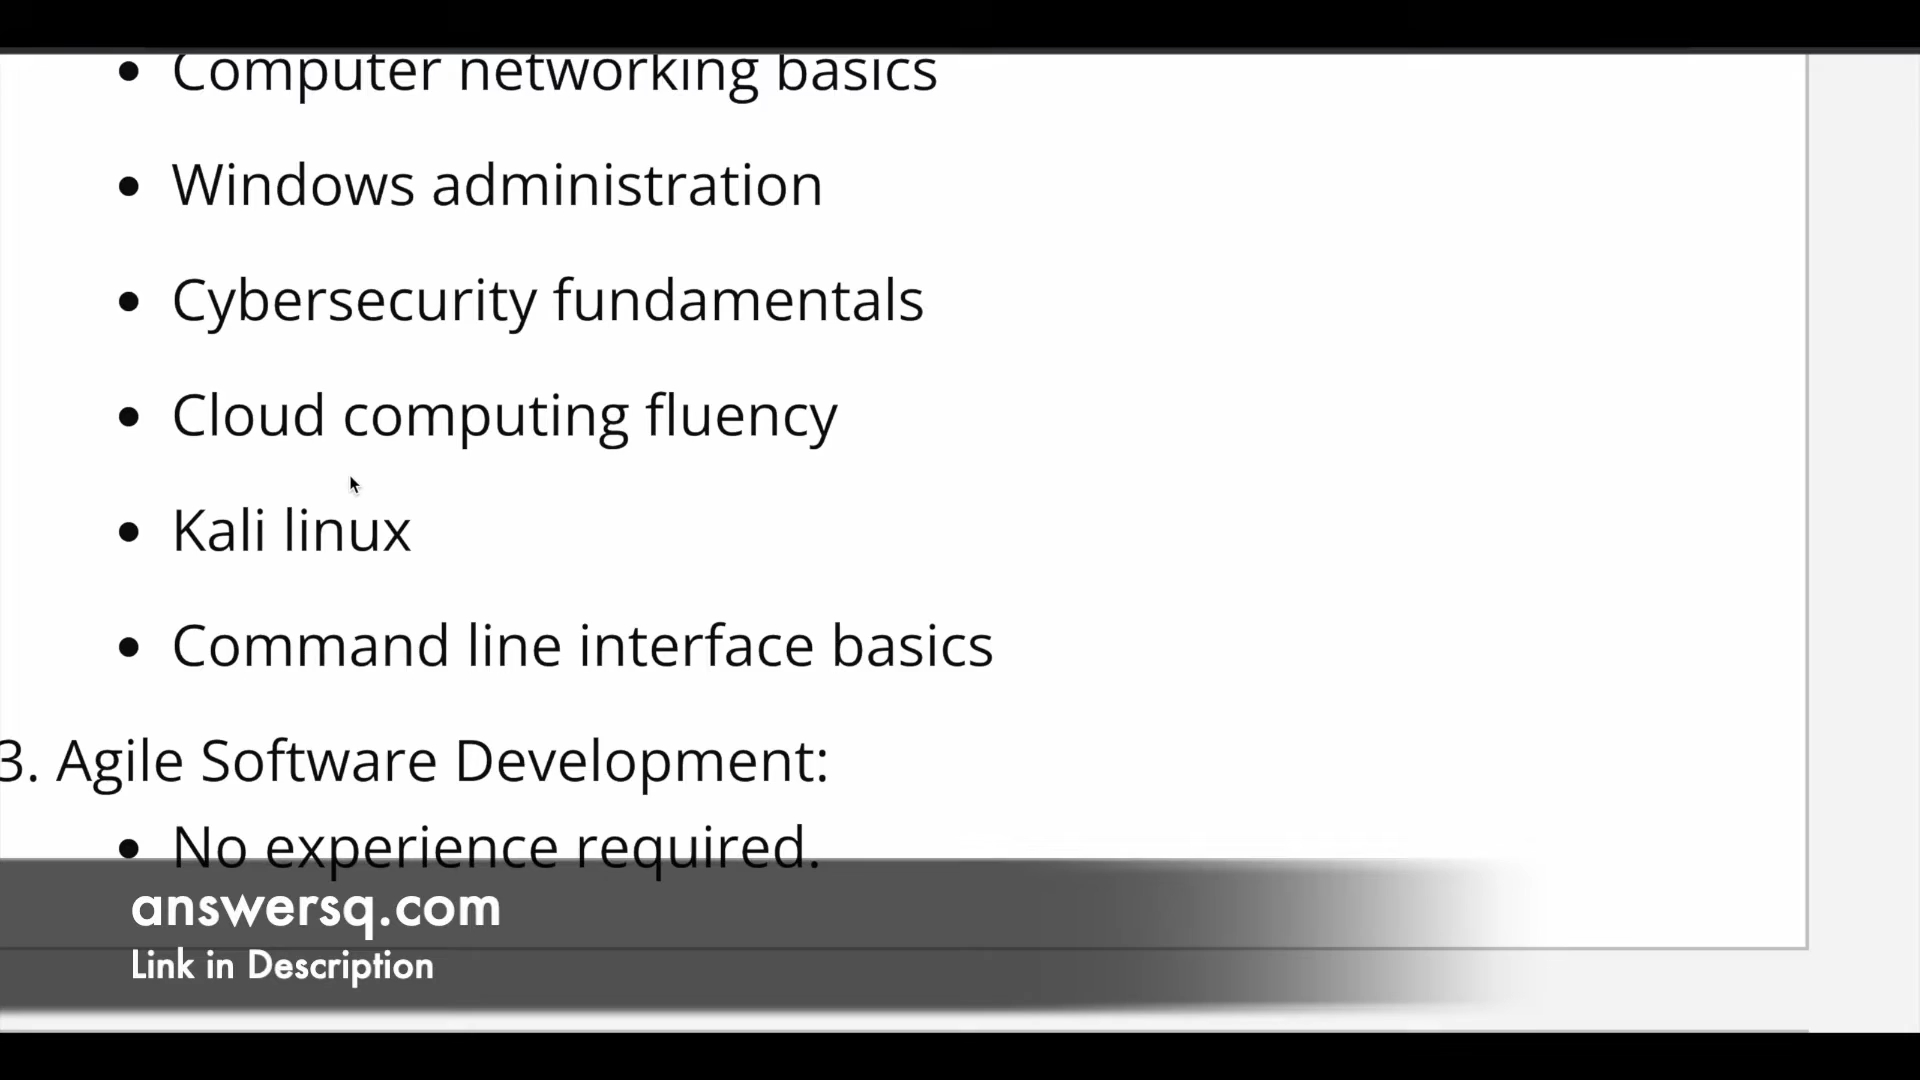 • Computer networking basics
• Windows administration
• Cybersecurity fundamentals
• Cloud computing fluency
• Kali linux
• Command line interface basics
3. Agile Software Development:
• No experience required.
answersq.com
Link in Description